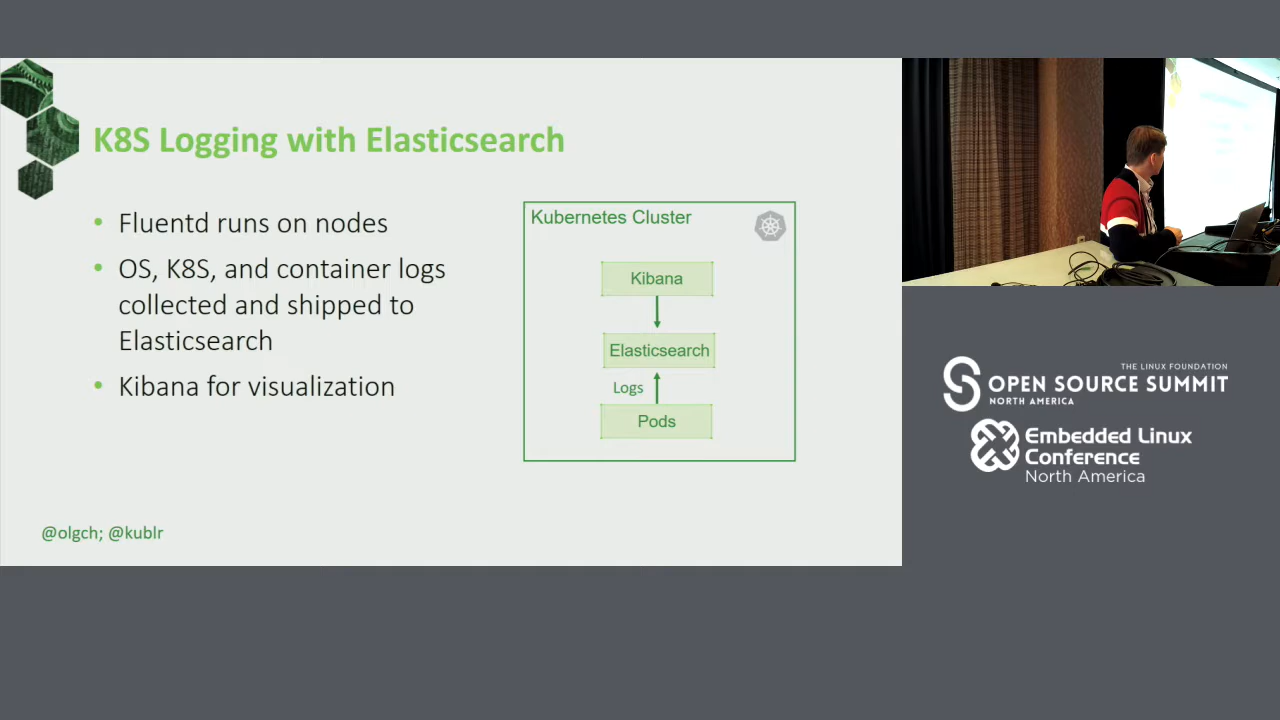 K8S Logging with Elasticsearch
• Fluentd runs on nodes
• OS, K8S, and container logs
collected and shipped to
Elasticsearch
• Kibana for visualization
Kubernetes Cluster
Kibana
Elasticsearch
Logs
Pods
@olgch; @kublr
THE LINUX FOUNDATION
OPEN SOURCE SUMMIT
NORTH AMERICA
Embedded Linux
Conference
North America